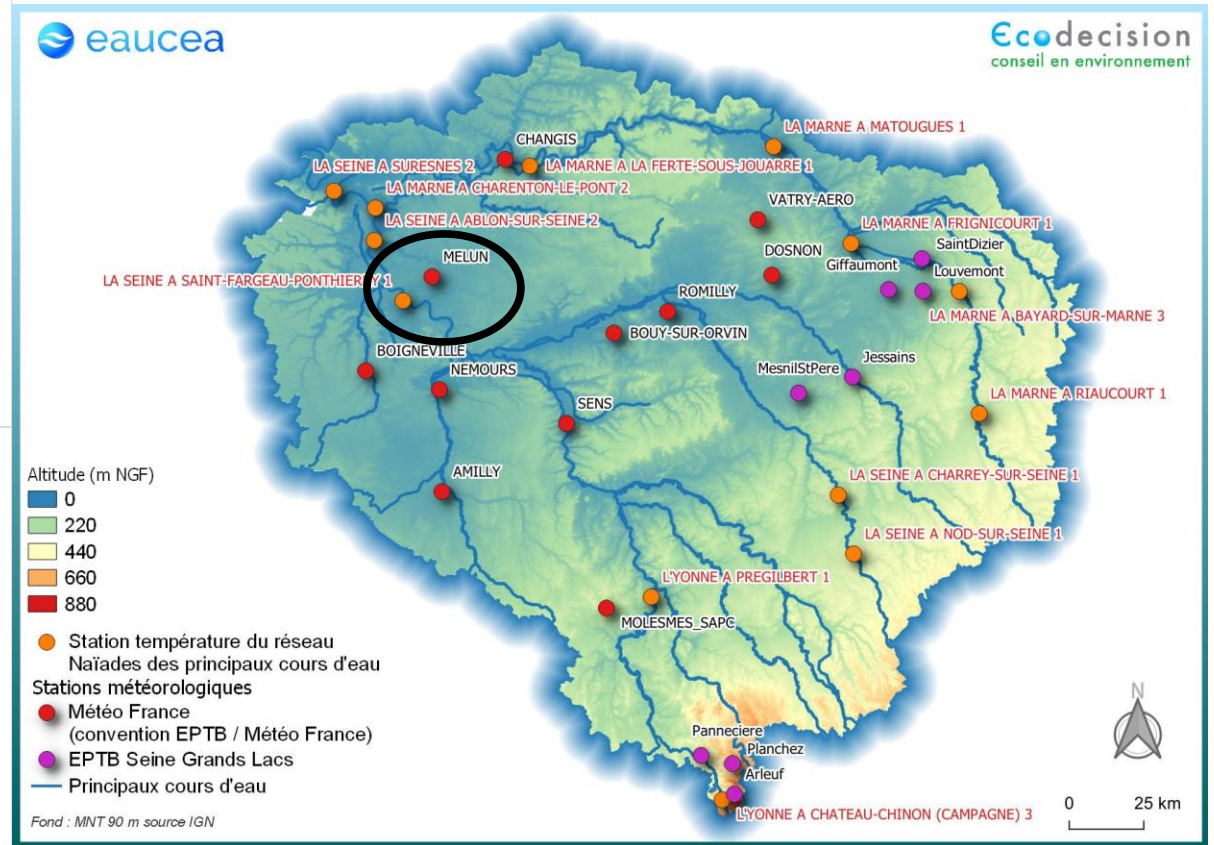 eaucea
Ecodecision
conseil en environnement
LA MARNE A MATOUGUES 1
CHANGIS
LA SEINE A SURESNES 2
LA MARNE A LA FERTE-SOUS-JOUARRE 1
LA MARNE A CHARENTON-LE-PONT 2
VATRY-AERO
LA SEINE A ABLON-SUR-SEINE 2
LA MARNE A FRIGNICOURT 1
DOSNON
SaintDizier
MELUN
Giffaumont
Louvemont
LA SEINE A SAINT-FARGEAU-PONTHIERRY 1
ROMILLY
LA MARNE A BAYARD-SUR-MARNE 3
BOUY-SUR-ORVIN
BOIGNEVILLE
NEMOURS
MesnilStPere
Jessains
LA MARNE A RIAUCOURT 1
SENS
AMILLY
LA SEINE A CHARREY-SUR-SEINE 1
LA SEINE A NOD-SUR-SEINE 1
L'YONNE A PREGILBERT 1
MOLESMES_SAPC
Panneciere
Planchez
Arleuf
L'YONNE A CHATEAU-CHINON (CAMPAGNE) 3
Altitude (m NGF)
0
220
440
660
880
Station température du réseau
Naïades des principaux cours d'eau
Stations météorologiques
Météo France
(convention EPTB / Météo France)
EPTB Seine Grands Lacs
Principaux cours d'eau
Fond : MNT 90 m source IGN
N
0 25 km